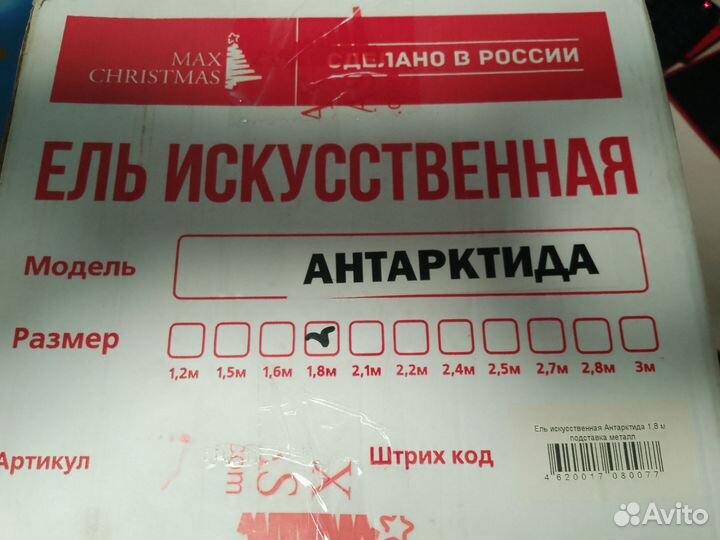 MAX
CHRISTMAS
СДЕЛАНО В РОССИИ
ЕЛЬ ИСКУССТВЕННАЯ
Модель
АНТАРКТИДА
Размер
1,2м 1,5м 1,6м 1,8м 2,1м 2,2м 2,4м 2,5м 2,7м 2,8м 3м
Ель искусственная Антарктида 1,8 м
подставка металл
4 620017 080077
Артикул
Штрих код
com
S
X
Avito